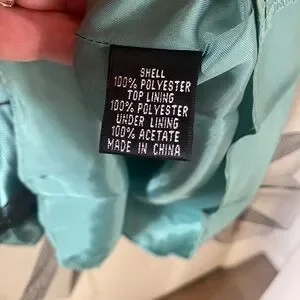 SHELL
100% POLYESTER
TOP LINING
100% POLYESTER
UNDER LINING
100% ACETATE
MADE IN CHINA